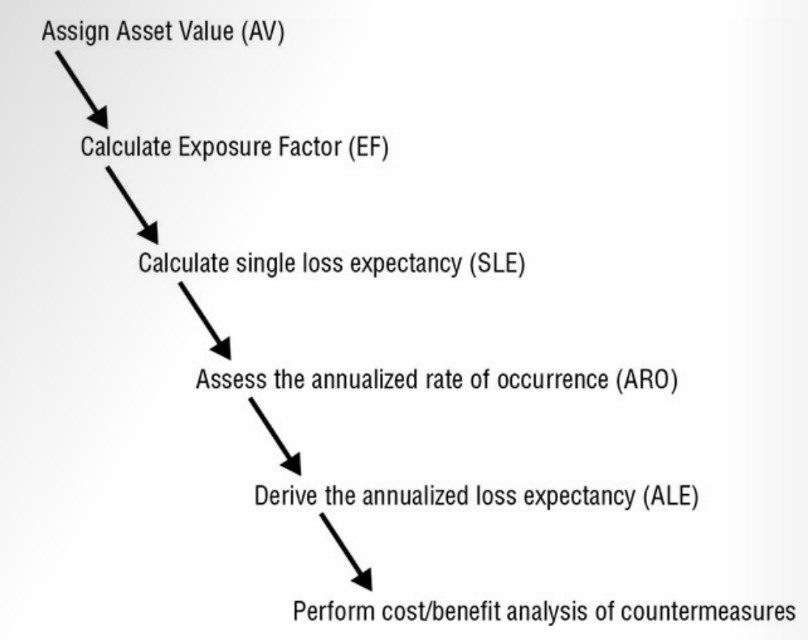 Assign Asset Value (AV)
Calculate Exposure Factor (EF)
Calculate single loss expectancy (SLE)
Assess the annualized rate of occurrence (ARO)
Derive the annualized loss expectancy (ALE)
Perform cost/benefit analysis of countermeasures